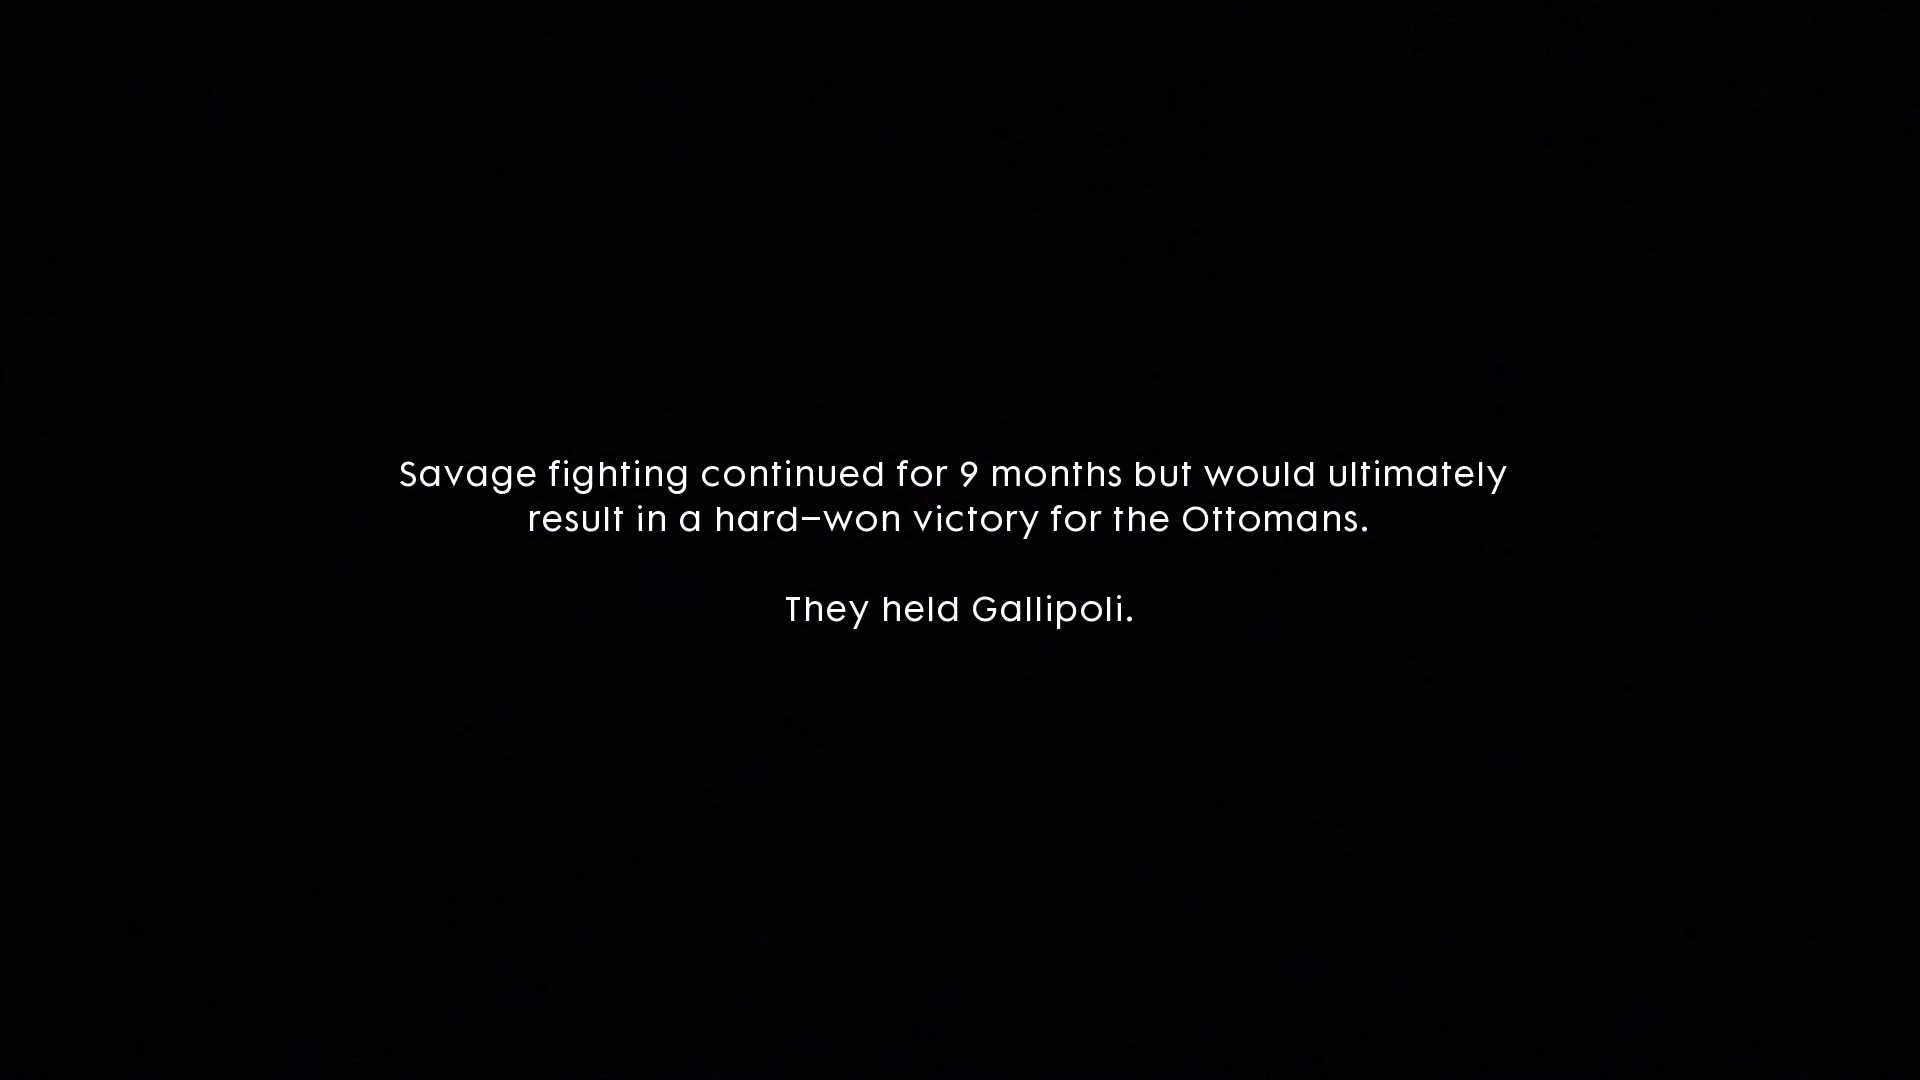 Savage fighting continued for 9 months but would ultimately
result in a hard–won victory for the Ottomans.
They held Gallipoli.